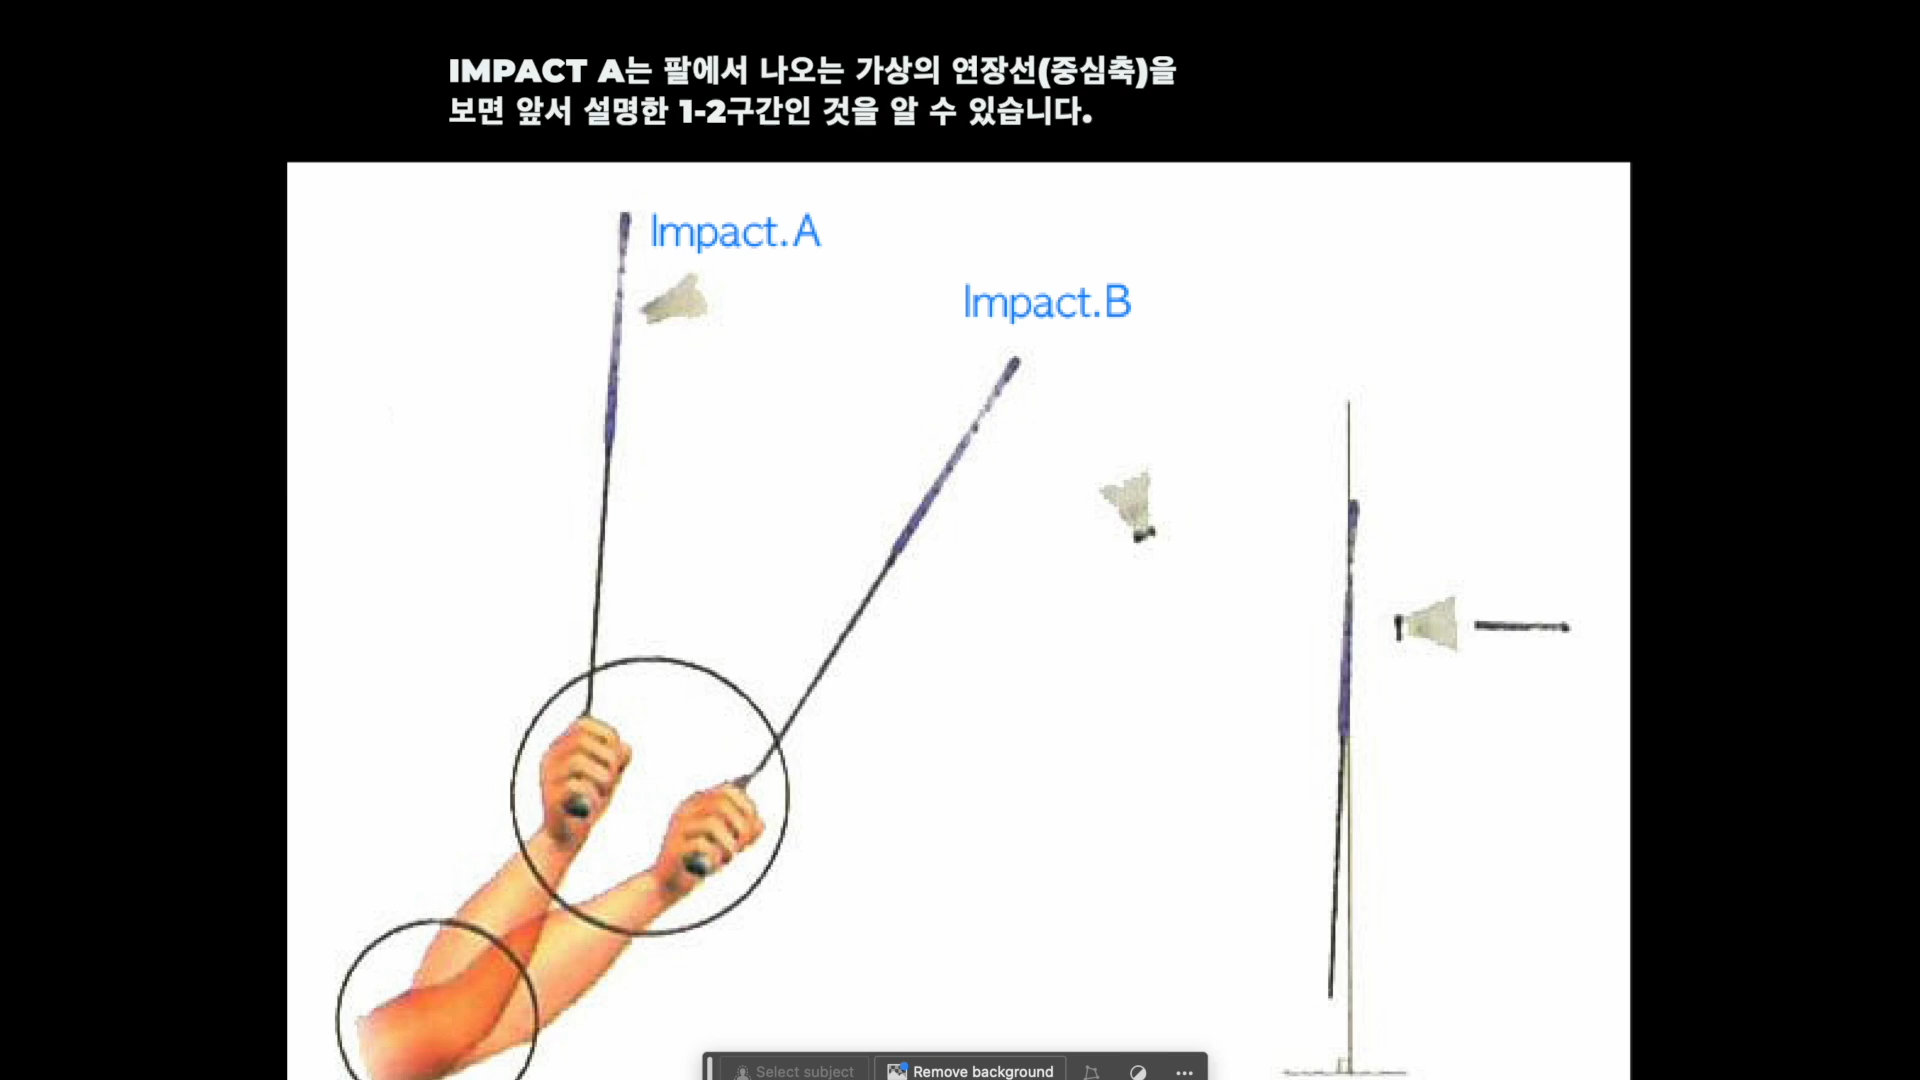 IMPACT A는 팔에서 나오는 가상의 연장선(중심축)을
보면 앞서 설명한 1-2구간인 것을 알 수 있습니다.
Impact.A
Impact.B
Select subject
Remove background